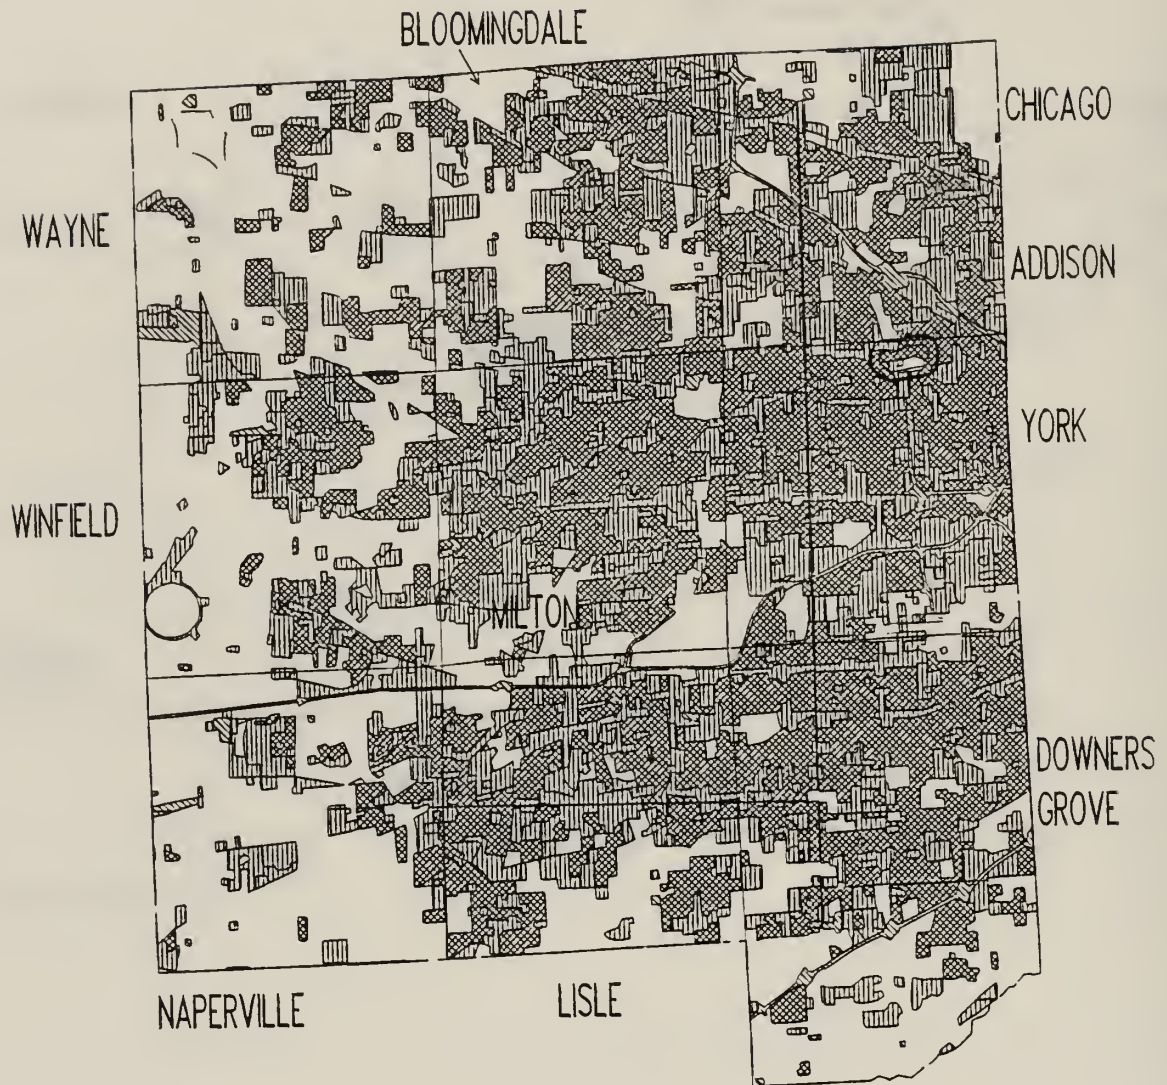 BLOOMINGDALE
CHICAGO
WAYNE
ADDISON
YORK
WINFIELD
MILTON
DOWNERS
GROVE
NAPERVILLE
LISLE